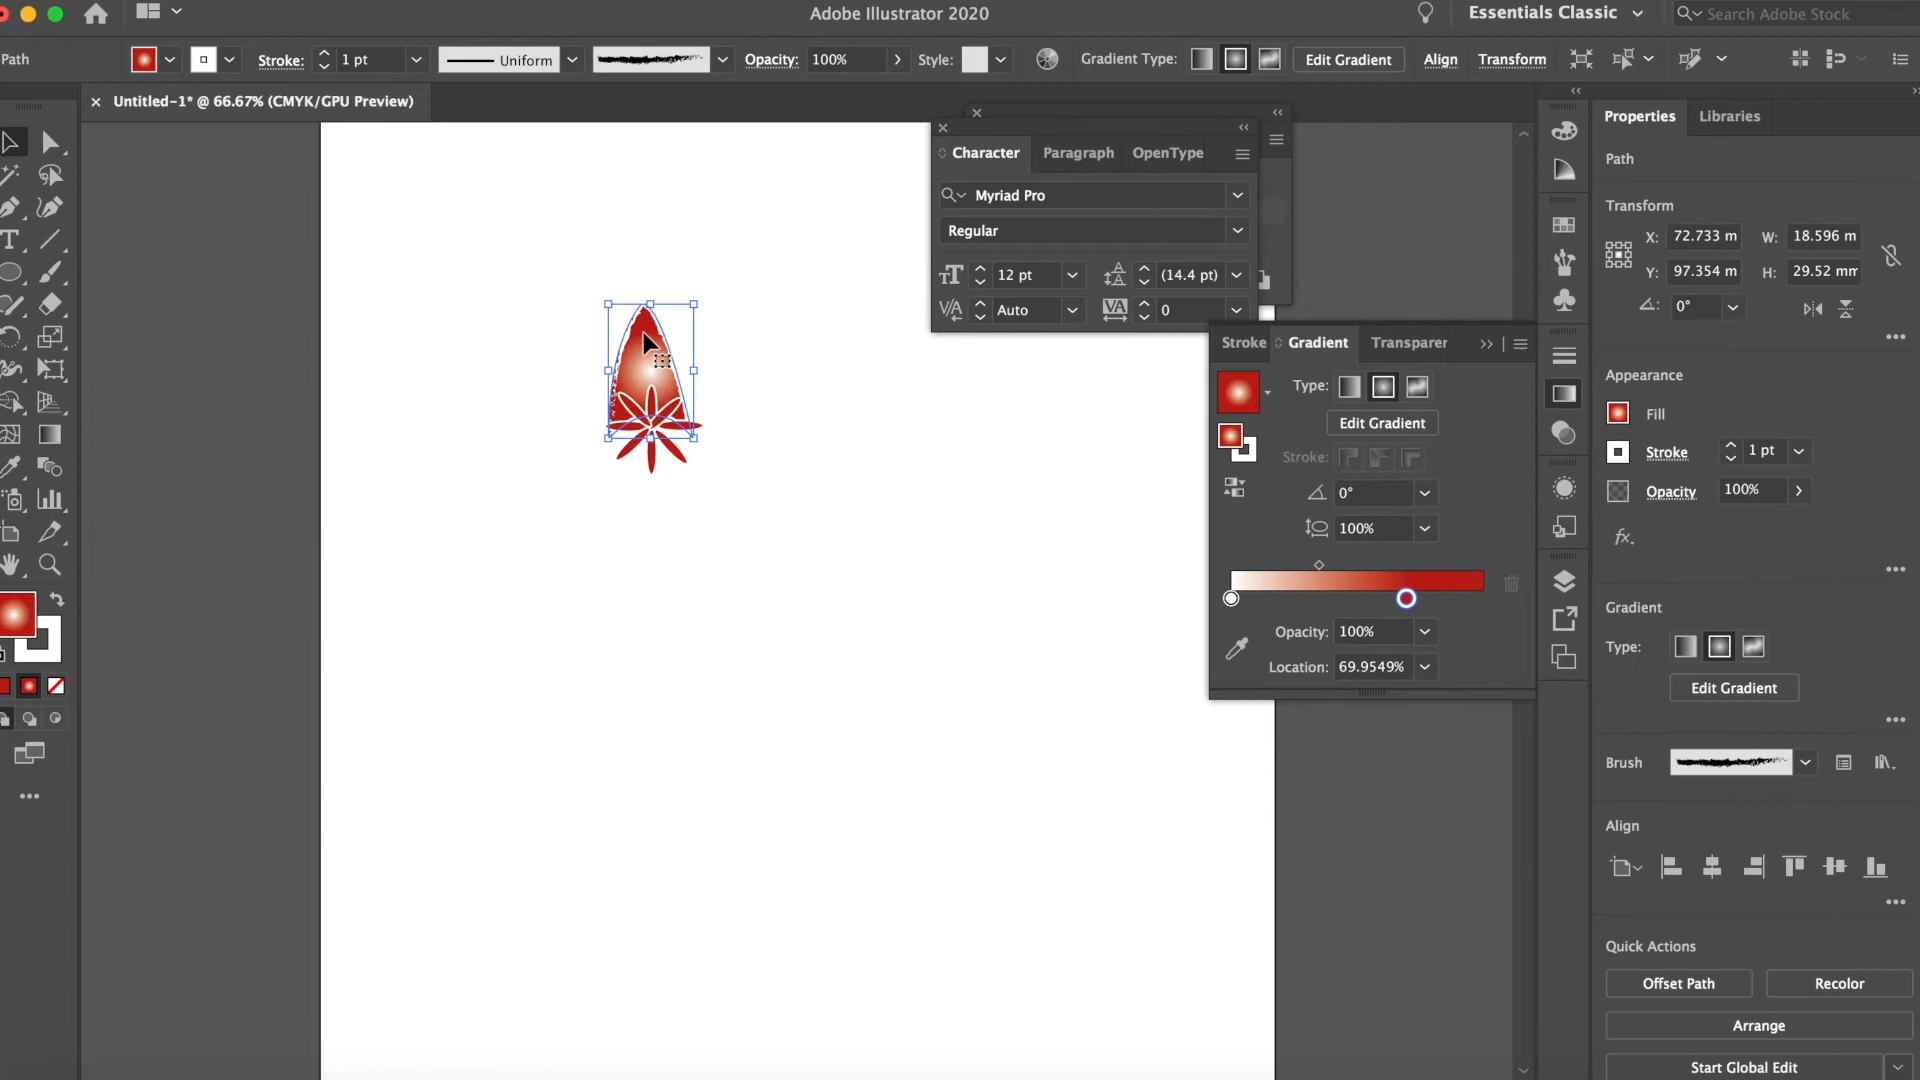 Adobe Illustrator 2020
Essentials Classic
Search Adobe Stock
Path
Stroke:
1 pt
Uniform
Opacity:
100%
Style:
Gradient Type:
Edit Gradient
Align
Transform
Untitled-1* @ 66.67% (CMYK/GPU Preview)
Character
Paragraph
OpenType
Myriad Pro
Regular
12 pt
(14.4 pt)
Auto
0
Stroke
Gradient
Transparer
Type:
Edit Gradient
Stroke:
0°
100%
Opacity:
100%
Location:
69.9549%
Properties
Libraries
Path
Transform
X:
72.733 m
W:
18.596 m
Y:
97.354 m
H:
29.52 mm
0°
Appearance
Fill
Stroke
1 pt
Opacity
100%
fx.
Gradient
Type:
Edit Gradient
Brush
Align
Quick Actions
Offset Path
Recolor
Arrange
Start Global Edit